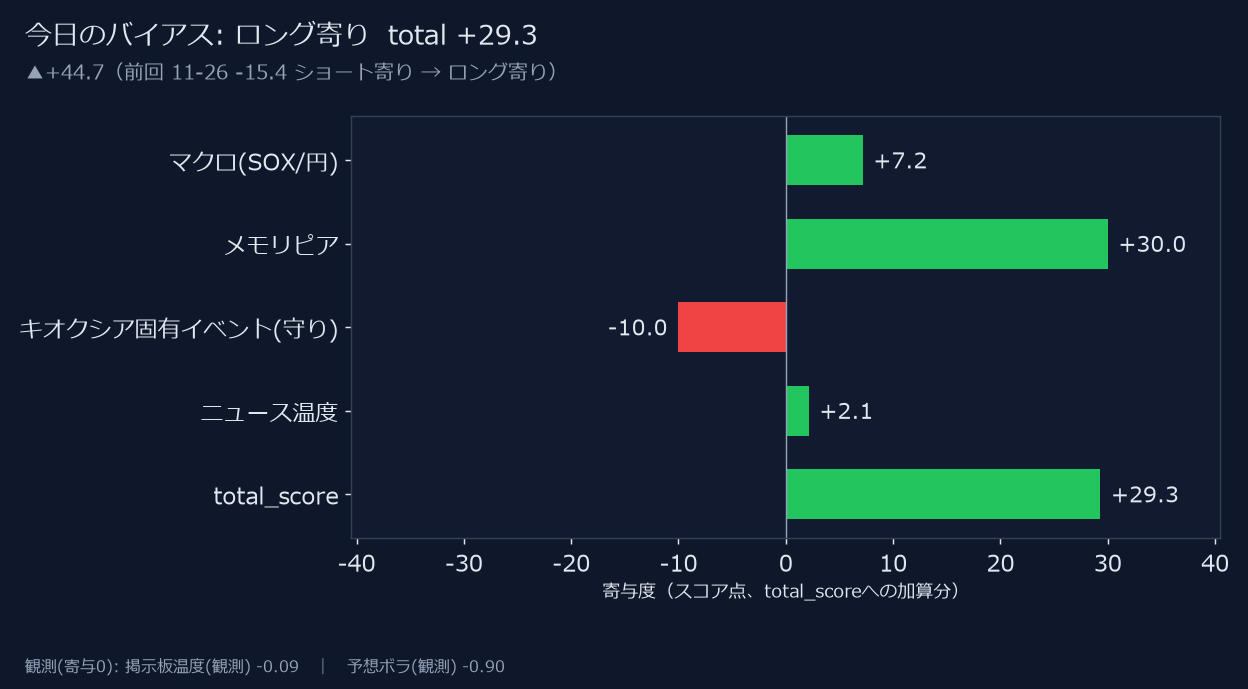 今日のバイアス: ロング寄り total +29.3
▲+44.7（前回 11-26 -15.4 ショート寄り → ロング寄り）
マクロ(SOX/円)
+7.2
メモリピア
+30.0
キオクシア固有イベント(守り)
-10.0
ニュース温度
+2.1
total_score
+29.3
-40 -30 -20 -10 0 10 20 30 40
寄与度（スコア点、total_scoreへの加算分）
観測(寄与0): 掲示板温度(観測) -0.09 ｜ 予想ボラ(観測) -0.90